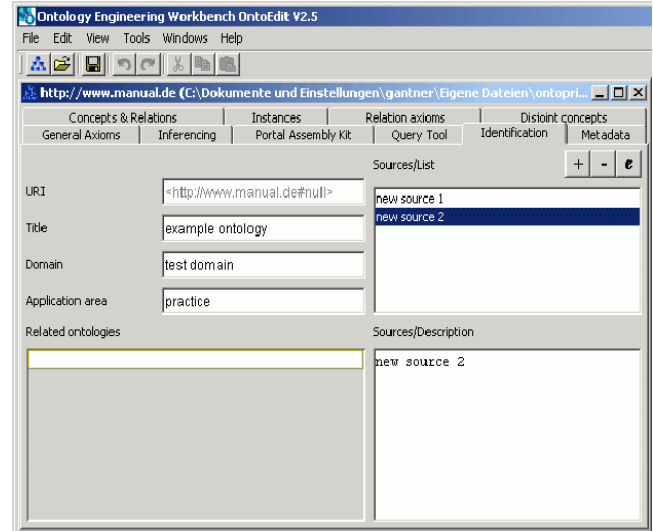 Ontology Engineering Workbench OntoEdit V2.5
File Edit View Tools Windows Help
http://www.manual.de (C:\Dokumente und Einstellungen\gantner\Eigene Dateien\ontopri...
Concepts & Relations Instances Relation axioms Disjoint concepts
General Axioms Inferencing Portal Assembly Kit Query Tool Identification Metadata
Sources/List + - e
URI <http://www.manual.de#null>
new source 1
new source 2
Title example ontology
Domain test domain
Application area practice
Related ontologies Sources/Description
new source 2